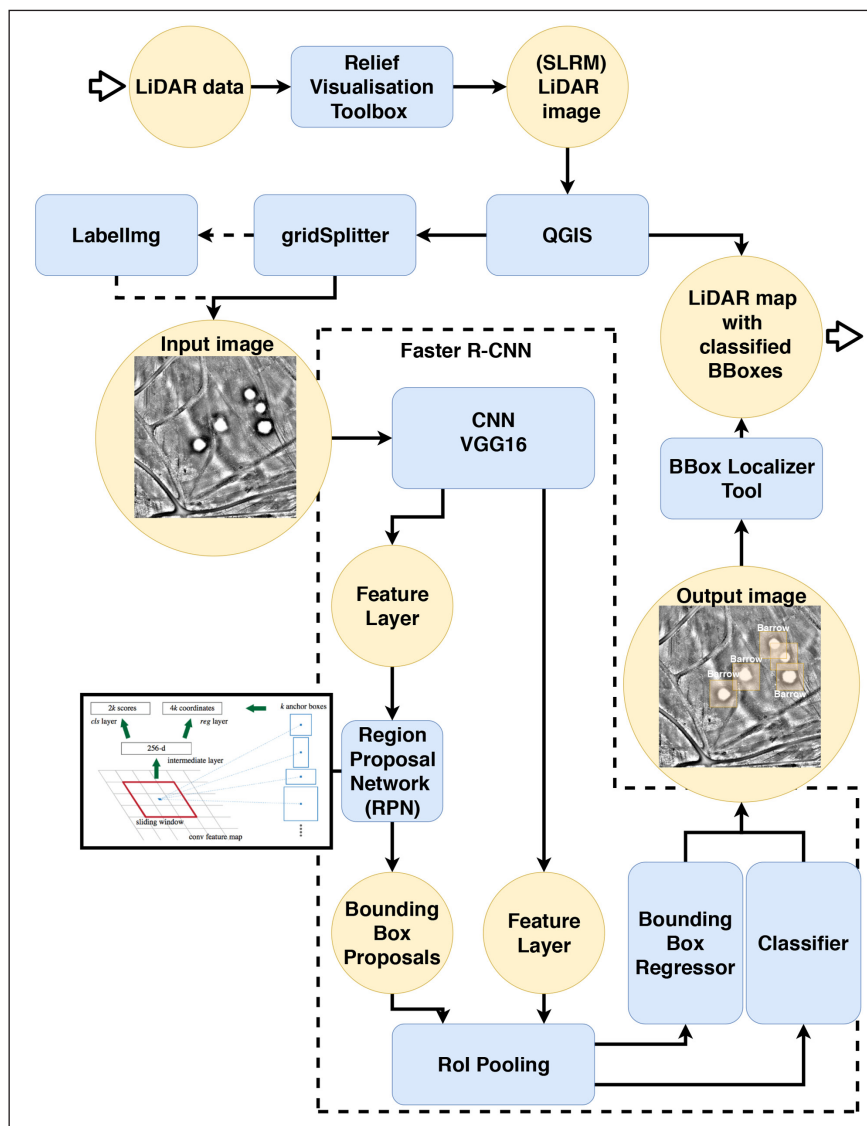 LiDAR data
Relief
Visualisation
Toolbox
(SLRM)
LiDAR
image
LabelImg
gridSplitter
QGIS
LiDAR map
with
classified
BBoxes
Input image
Faster R-CNN
CNN
VGG16
BBox Localizer
Tool
Feature
Layer
Output image
Barrow
Barrow
Barrow
Barrow
2k scores
4k coordinates
k anchor boxes
cls layer
reg layer
256-d
intermediate layer
sliding window
conv feature map
Region
Proposal
Network
(RPN)
Bounding
Box
Proposals
Feature
Layer
Bounding
Box
Regressor
Classifier
RoI Pooling